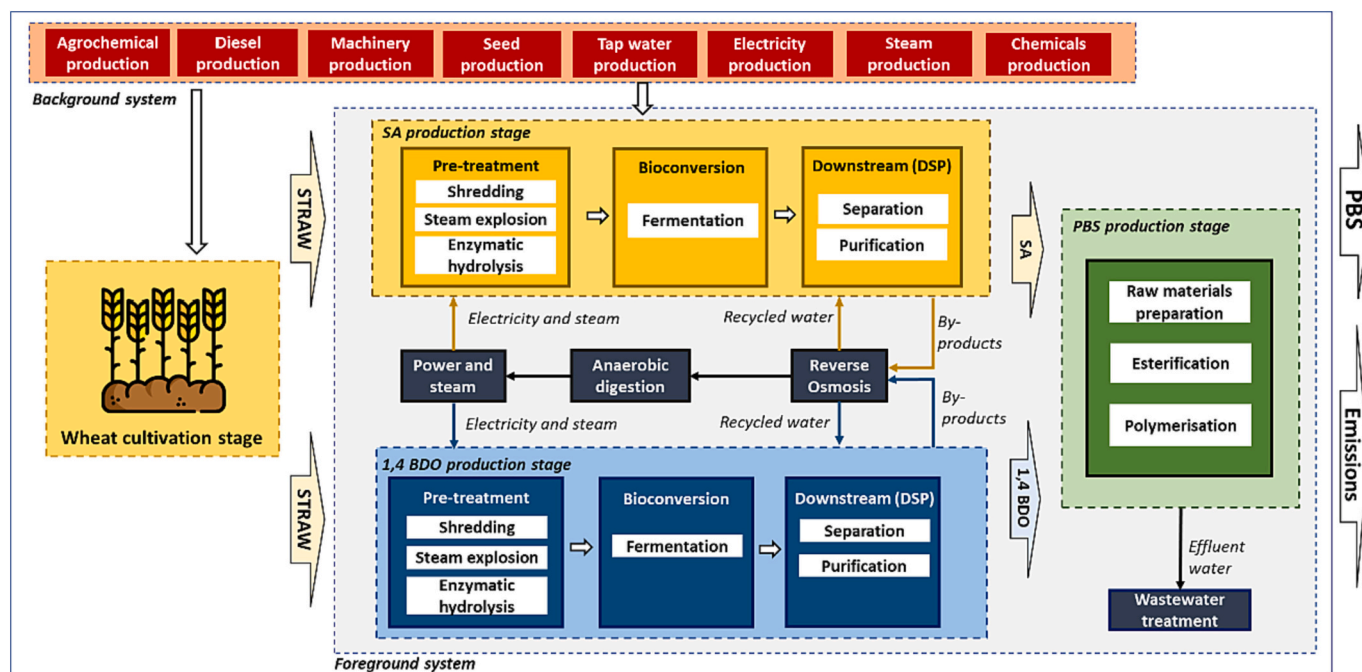 Agrochemical
production
Diesel
production
Machinery
production
Seed
production
Tap water
production
Electricity
production
Steam
production
Chemicals
production
Background system
SA production stage
Pre-treatment
Shredding
Steam explosion
Enzymatic
hydrolysis
Bioconversion
Fermentation
Downstream (DSP)
Separation
Purification
STRAW
SA
PBS
PBS production stage
Raw materials
preparation
Esterification
Polymerisation
Electricity and steam
Recycled water
By-
products
Power and
steam
Anaerobic
digestion
Reverse
Osmosis
Electricity and steam
Recycled water
By-
products
Wheat cultivation stage
STRAW
1,4 BDO production stage
Pre-treatment
Shredding
Steam explosion
Enzymatic
hydrolysis
Bioconversion
Fermentation
Downstream (DSP)
Separation
Purification
1,4 BDO
Emissions
Effluent
water
Wastewater
treatment
Foreground system